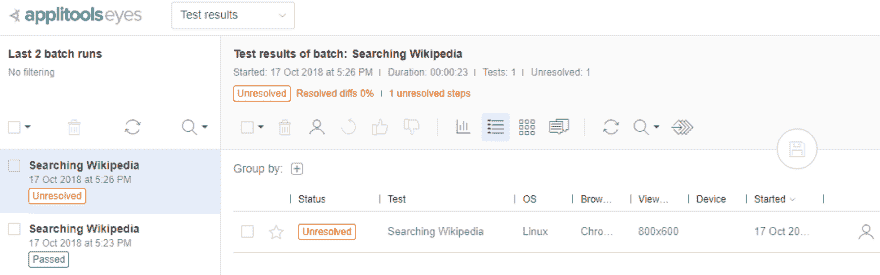 applitools eyes
Test results
Last 2 batch runs
No filtering
Searching Wikipedia
17 Oct 2018 at 5:26 PM
Unresolved
Searching Wikipedia
17 Oct 2018 at 5:23 PM
Passed
Test results of batch: Searching Wikipedia
Started: 17 Oct 2018 at 5:26 PM | Duration: 00:00:23 | Tests: 1 | Unresolved: 1
Unresolved Resolved diffs 0% | 1 unresolved steps
Group by:
Status Test OS Brow... View... Device Started
Unresolved Searching Wikipedia Linux Chro... 800x600 17 Oct 20...